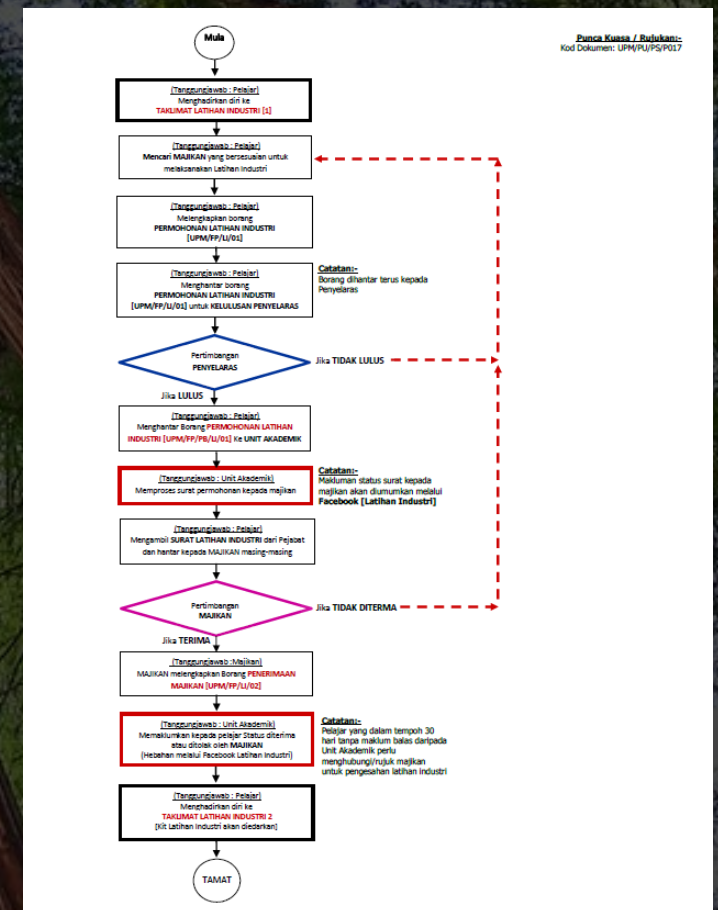 Mula
Punca Kuasa / Rujukan:-
Kod Dokumen: UPM/PU/PS/P017
(Tanggungjawab : Pelajar)
Menghadirkan diri ke
TAKLIMAT LATIHAN INDUSTRI [1]
(Tanggungjawab : Pelajar)
Mencari MAJIKAN yang bersesuaian untuk
melaksanakan Latihan Industri
(Tanggungjawab : Pelajar)
Melengkapkan borang
PERMOHONAN LATIHAN INDUSTRI
[UPM/FP/LI/01]
(Tanggungjawab : Pelajar)
Menghantar borang
PERMOHONAN LATIHAN INDUSTRI
[UPM/FP/LI/01] untuk KELULUSAN PENYELARAS
Catatan:-
Borang dihantar terus kepada
Penyelaras
Pertimbangan
PENYELARAS
Jika TIDAK LULUS
Jika LULUS
(Tanggungjawab : Pelajar)
Menghantar Borang PERMOHONAN LATIHAN
INDUSTRI [UPM/FP/PB/LI/01] Ke UNIT AKADEMIK
(Tanggungjawab : Unit Akademik)
Memproses surat permohonan kepada majikan
Catatan:-
Makluman status surat kepada
majikan akan diumumkan melalui
Facebook [Latihan Industri]
(Tanggungjawab : Pelajar)
Mengambil SURAT LATIHAN INDUSTRI dari Pejabat
dan hantar kepada MAJIKAN masing-masing
Pertimbangan
MAJIKAN
Jika TIDAK DITERMA
Jika TERIMA
(Tanggungjawab :Majikan)
MAJIKAN melengkapkan Borang PENERIMAAN
MAJIKAN [UPM/FP/LI/02]
(Tanggungjawab : Unit Akademik)
Memaklumkan kepada pelajar Status diterima
atau ditolak oleh MAJIKAN
(Hebahan melalui Facebook Latihan Industri)
Catatan:-
Pelajar yang dalam tempoh 30
hari tanpa maklum balas daripada
Unit Akademik perlu
menghubungi/rujuk majikan
untuk pengesahan latihan industri
(Tanggungjawab : Pelajar)
Menghadirkan diri ke
TAKLIMAT LATIHAN INDUSTRI 2
[Kit Latihan Industri akan diedarkan]
TAMAT